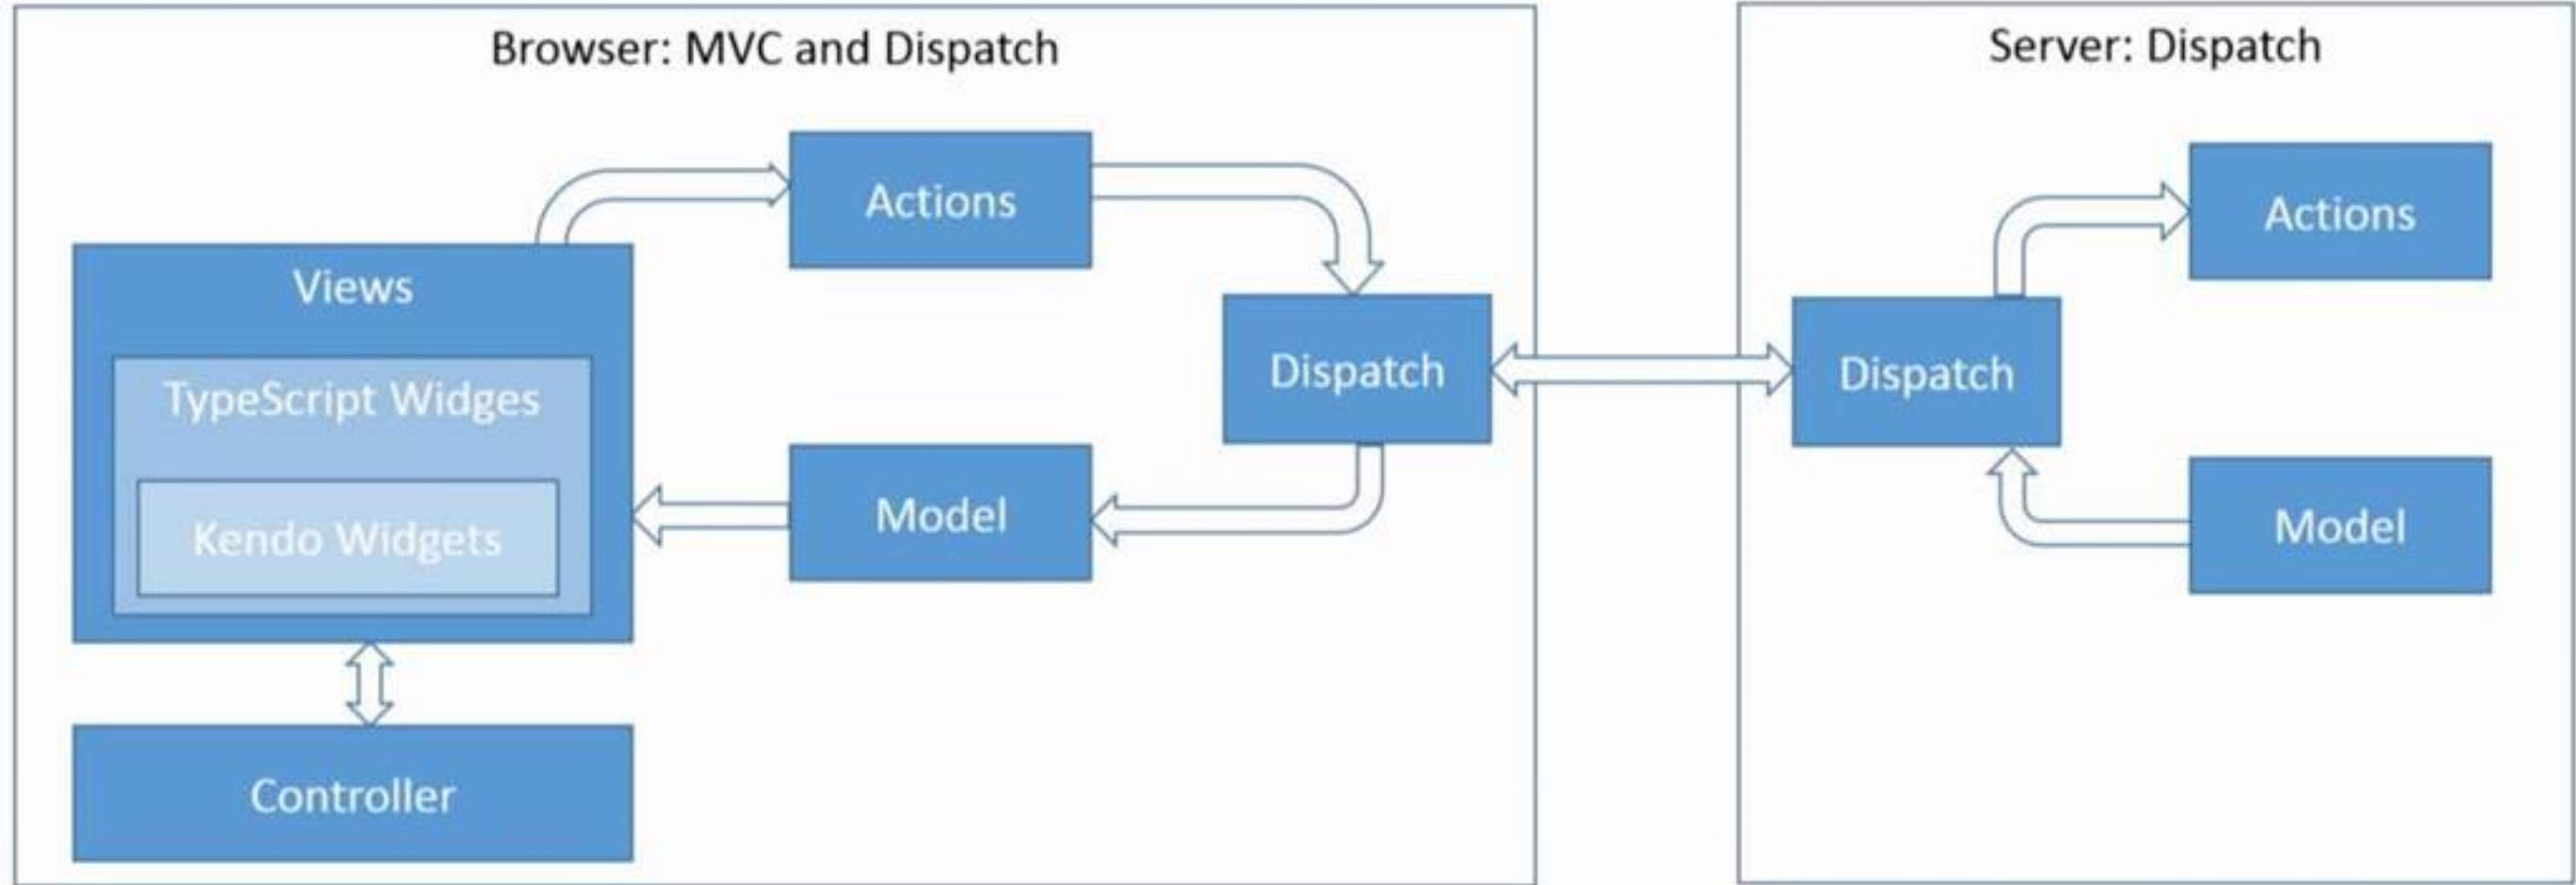 Browser: MVC and Dispatch
Actions
Views
TypeScript Widges
Kendo Widgets
Dispatch
Model
Controller
Server: Dispatch
Actions
Dispatch
Model